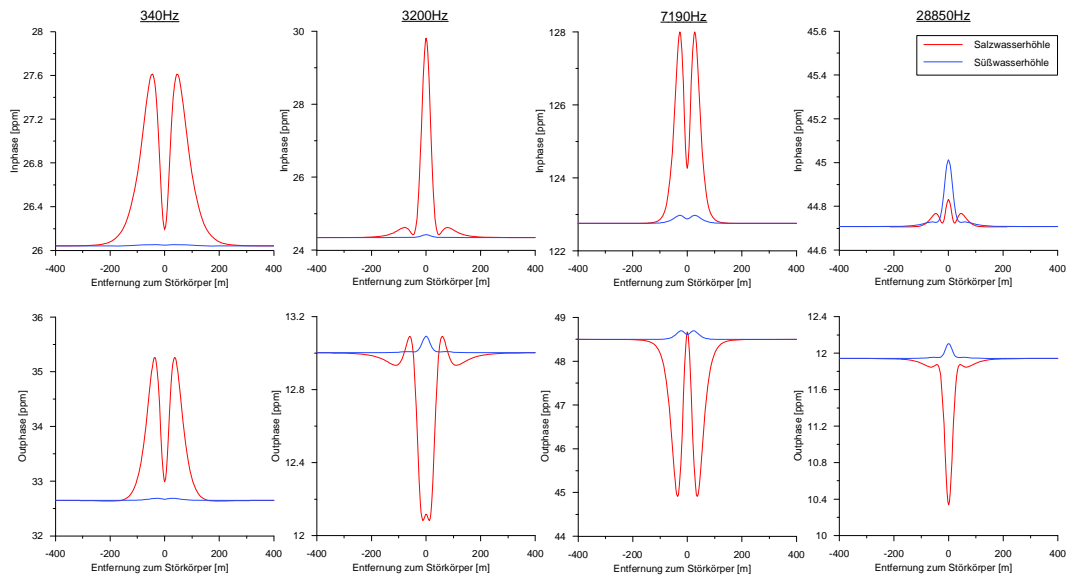 340Hz 3200Hz 7190Hz 28850Hz
28
27.6
27.2
26.8
26.4
26
Inphase [ppm]
-400 -200 0 200 400
Entfernung zum Störkörper [m]
30
29
28
27
26
25
24
Inphase [ppm]
-400 -200 0 200 400
Entfernung zum Störkörper [m]
128
127
126
125
124
123
122
Inphase [ppm]
-400 -200 0 200 400
Entfernung zum Störkörper [m]
45.6
45.4
45.2
45
44.8
44.6
Inphase [ppm]
Salzwasserhöhle
Süßwasserhöhle
-400 -200 0 200 400
Entfernung zum Störkörper [m]
36
35
34
33
32
Outphase [ppm]
-400 -200 0 200 400
Entfernung zum Störkörper [m]
13.2
12.8
12.4
12
Outphase [ppm]
-400 -200 0 200 400
Entfernung zum Störkörper [m]
49
48
47
46
45
44
Outphase [ppm]
-400 -200 0 200 400
Entfernung zum Störkörper [m]
12.4
12
11.6
11.2
10.8
10.4
10
Outphase [ppm]
-400 -200 0 200 400
Entfernung zum Störkörper [m]